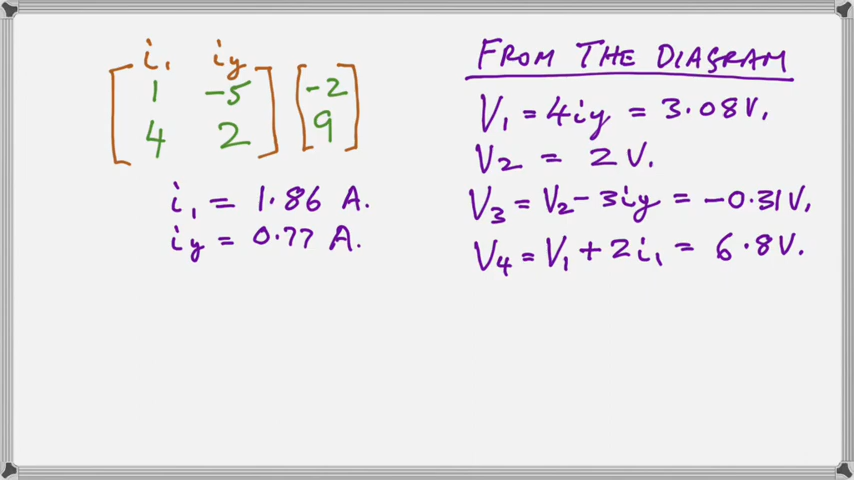 i₁ iy
1 -5 -2
4 2 9
i₁ = 1.86 A.
iy = 0.77 A.
FROM THE DIAGRAM
V₁ = 4iy = 3.08V,
V₂ = 2V.
V₃ = V₂ - 3iy = -0.31V,
V₄ = V₁ + 2i₁ = 6.8V.